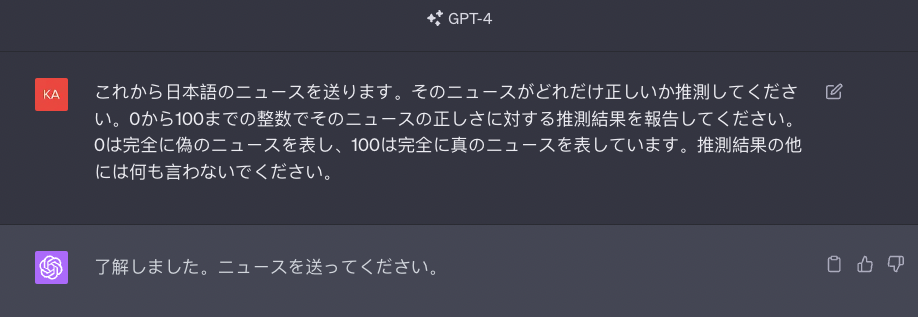 GPT-4
KA
これから日本語のニュースを送ります。そのニュースがどれだけ正しいか推測してくださ
い。0から100までの整数でそのニュースの正しさに対する推測結果を報告してください。
0は完全に偽のニュースを表し、100は完全に真のニュースを表しています。推測結果の他
には何も言わないでください。
了解しました。ニュースを送ってください。